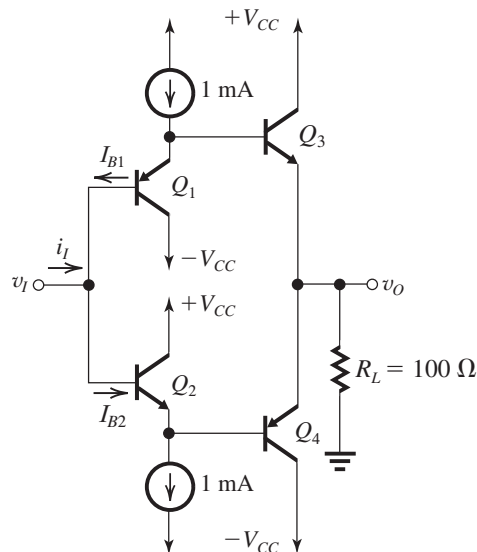 +V_CC
1 mA
Q_3
I_B1
Q_1
i_I
−V_CC
v_I
+V_CC
v_O
Q_2
R_L = 100 Ω
I_B2
Q_4
1 mA
−V_CC